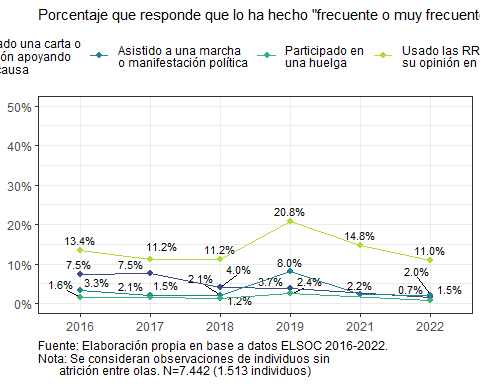 Porcentaje que responde que lo ha hecho "frecuente o muy frecuente
ado una carta o
ón apoyando
causa
Asistido a una marcha
o manifestación política
Participado en
una huelga
Usado las RR
su opinión en
50%
40%
30%
20%
10%
0%
13.4%
11.2%
11.2%
20.8%
14.8%
11.0%
7.5%
7.5%
4.0%
8.0%
2.0%
1.6%
3.3%
2.1%
1.5%
2.1%
3.7%
2.4%
2.2%
0.7%
1.5%
1.2%
2016
2017
2018
2019
2021
2022
Fuente: Elaboración propia en base a datos ELSOC 2016-2022.
Nota: Se consideran observaciones de individuos sin
atrición entre olas. N=7.442 (1.513 individuos)